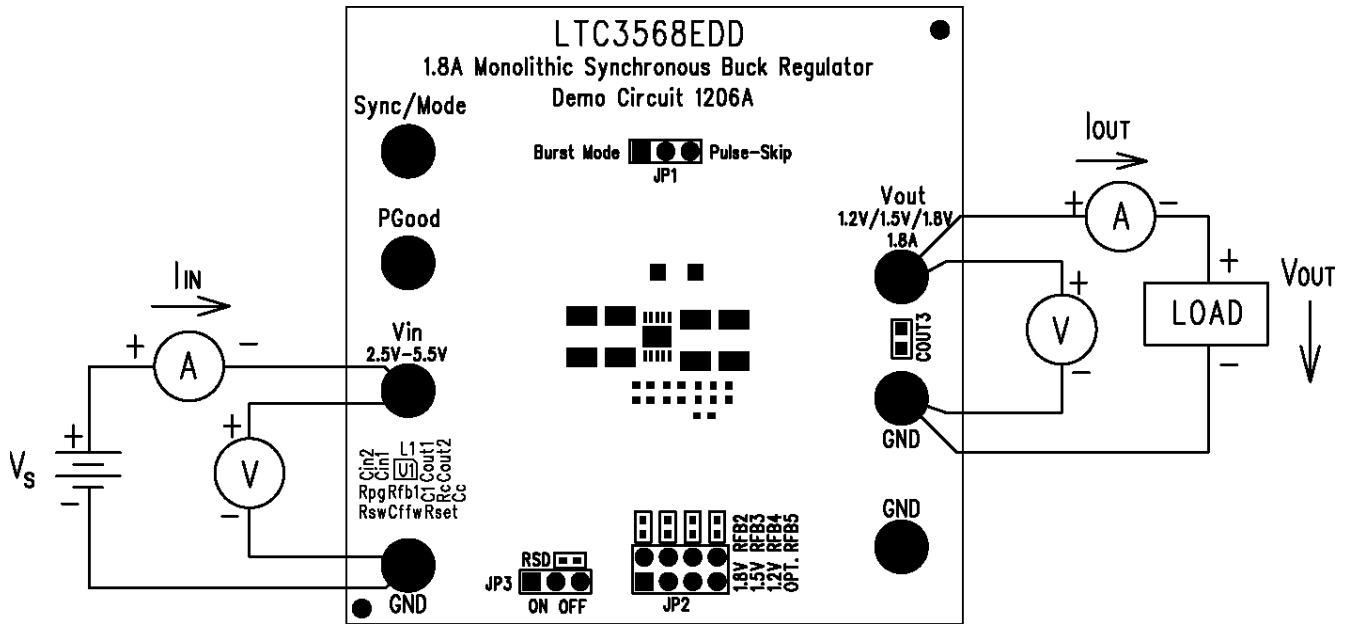 LTC3568EDD
1.8A Monolithic Synchronous Buck Regulator
Demo Circuit 1206A
Sync/Mode
Burst Mode
Pulse-Skip
JP1
PGood
Vin
2.5V-5.5V
IIN
+ A -
+ V -
VS
+
-
Vout
1.2V/1.5V/1.8V
1.8A
IOUT
+ A -
+ V -
+
LOAD
-
VOUT
COUT3
GND
Cin2
Cin1
L1
U1
Cout1
Cout2
Rpg Rfb1 C1 Rc Cc
Rsw Cffw Rset
GND
GND
RSD
JP3
ON OFF
JP2
1.8V RFB2
1.5V RFB3
1.2V RFB4
OPT. RFB5